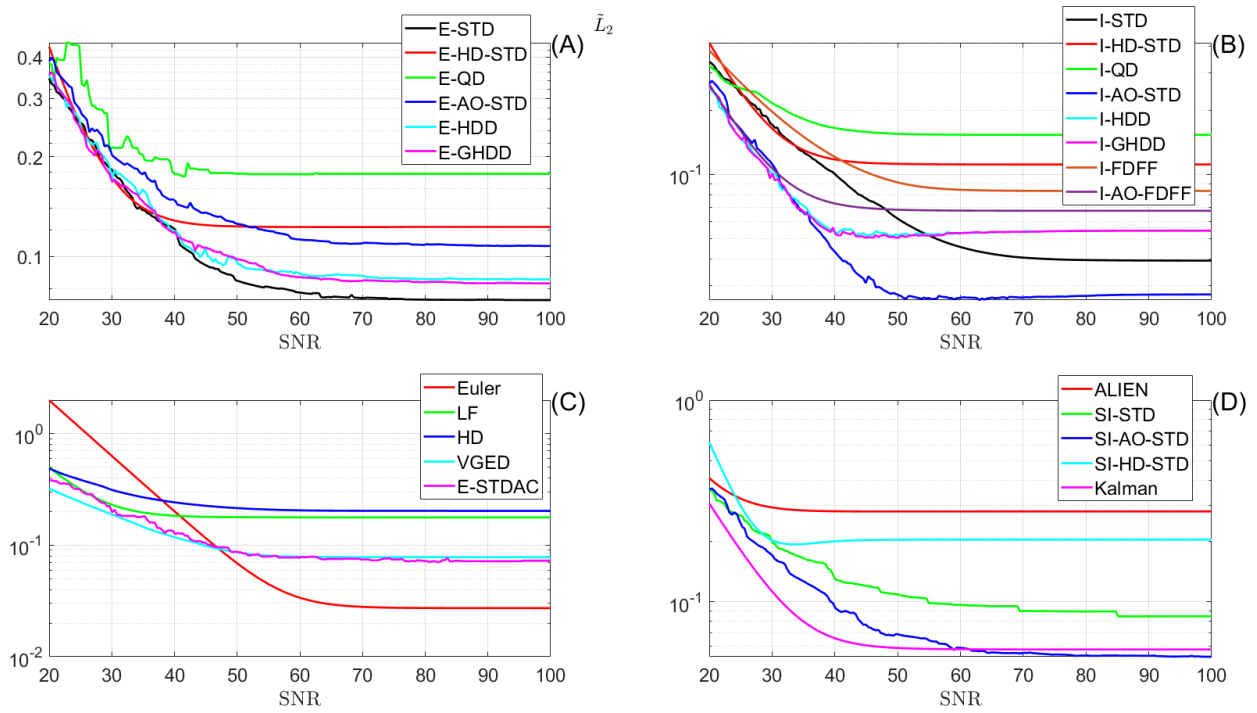 L̃₂
(A)
E-STD
E-HD-STD
E-QD
E-AO-STD
E-HDD
E-GHDD
0.4
0.3
0.2
0.1
20 30 40 50 60 70 80 90 100
SNR
(B)
I-STD
I-HD-STD
I-QD
I-AO-STD
I-HDD
I-GHDD
I-FDFF
I-AO-FDFF
10⁻¹
20 30 40 50 60 70 80 90 100
SNR
(C)
Euler
LF
HD
VGED
E-STDAC
10⁰
10⁻¹
10⁻²
20 30 40 50 60 70 80 90 100
SNR
(D)
ALIEN
SI-STD
SI-AO-STD
SI-HD-STD
Kalman
10⁰
10⁻¹
20 30 40 50 60 70 80 90 100
SNR